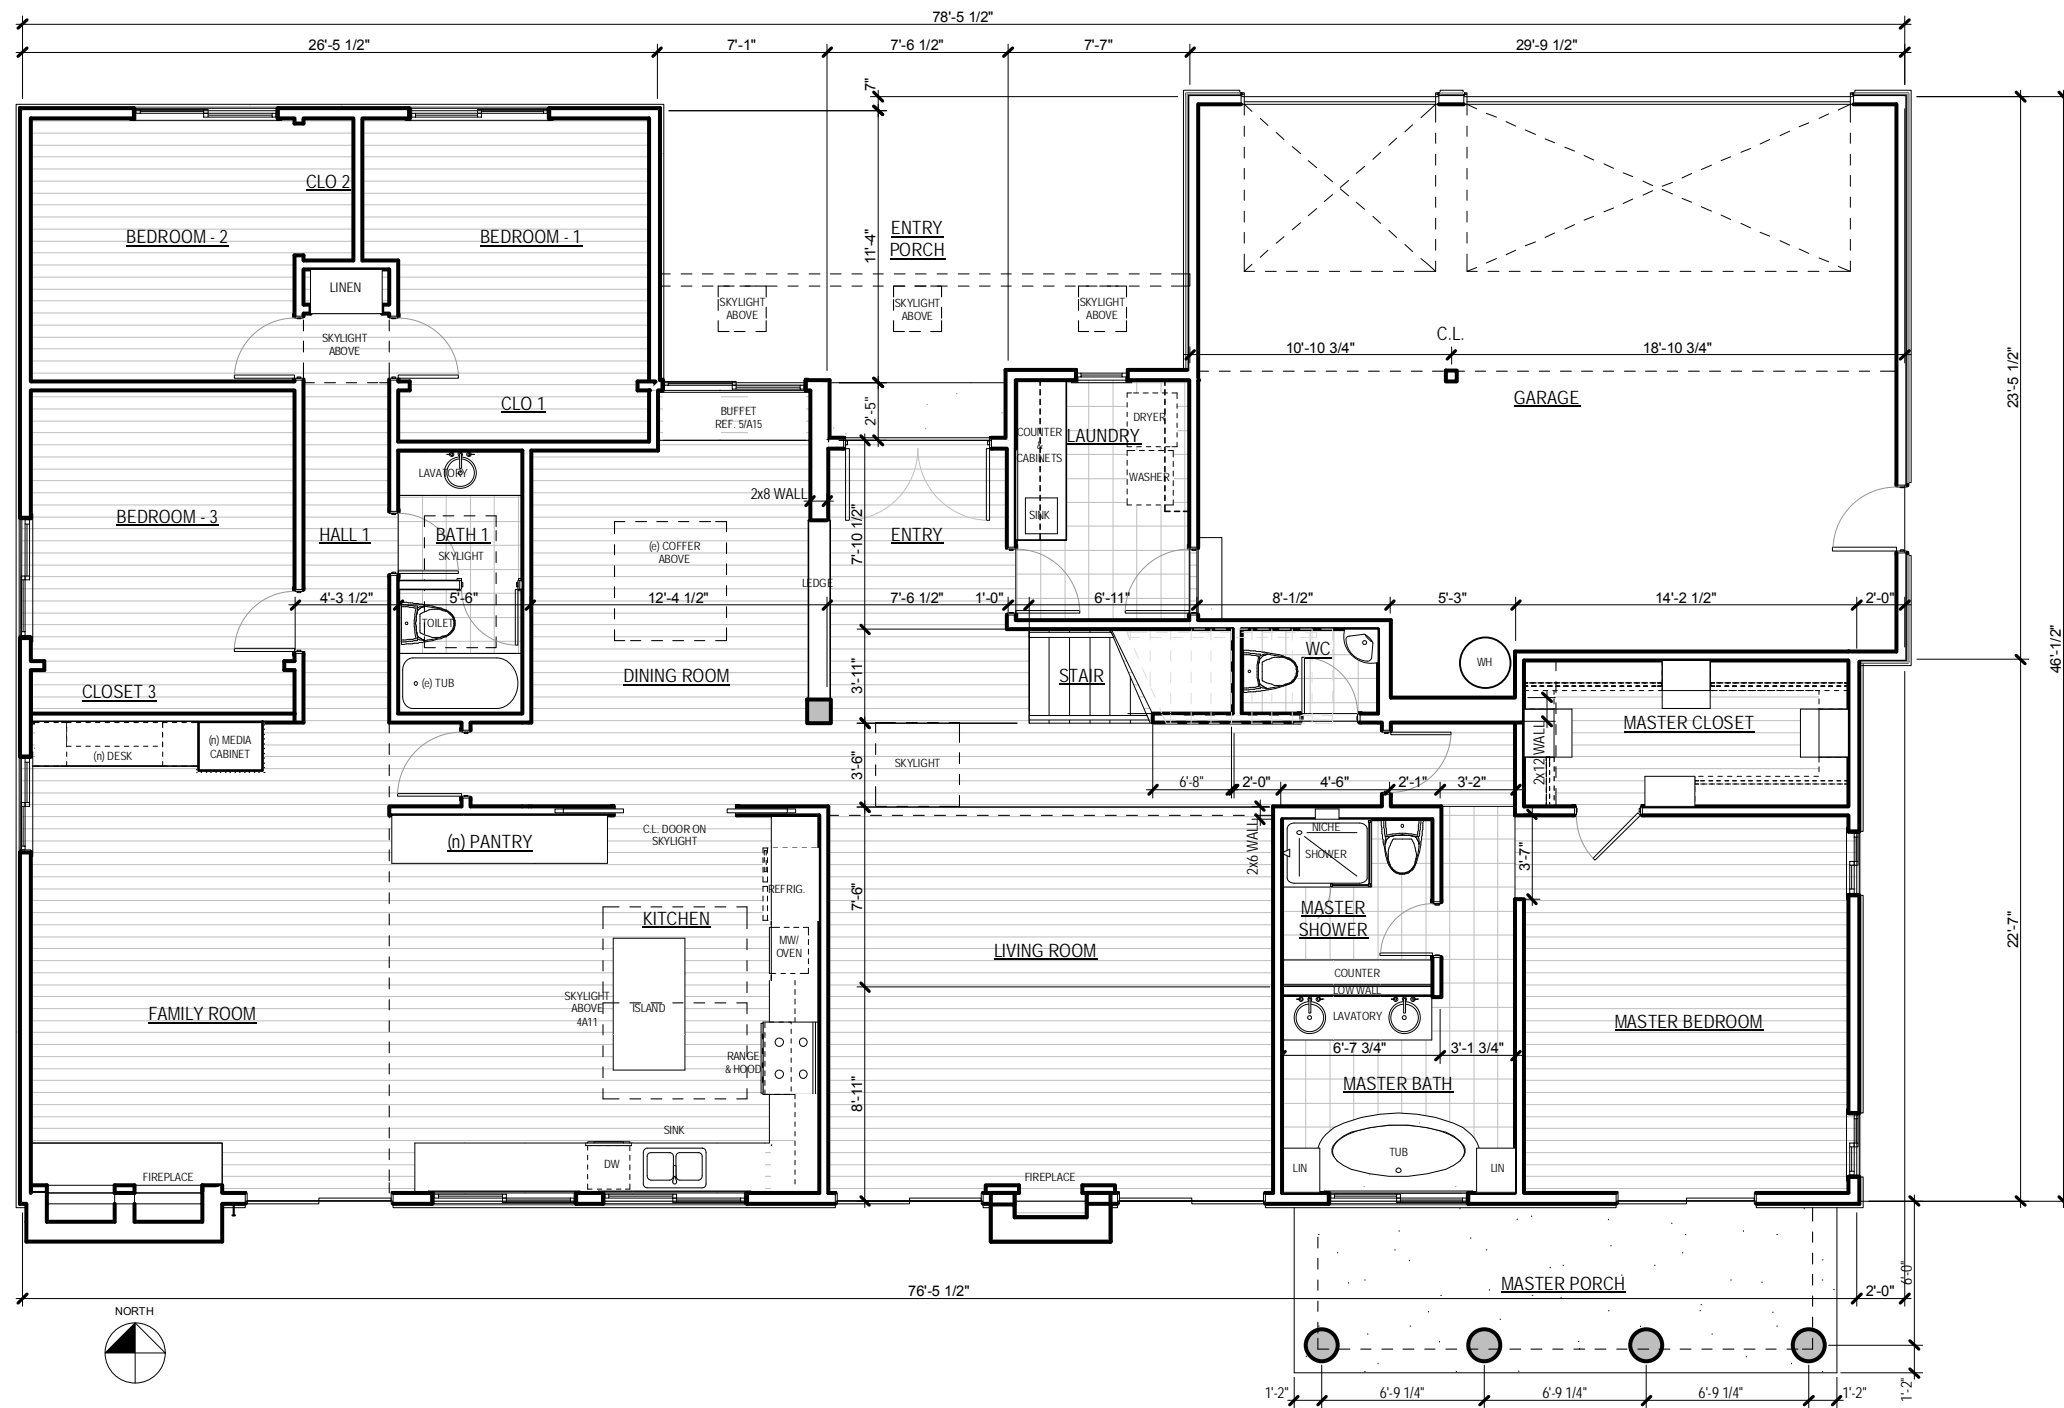 78'-5 1/2"
26'-5 1/2"
7'-1"
7'-6 1/2"
7'-7"
29'-9 1/2"
7"
CLO 2
BEDROOM - 2
BEDROOM - 1
ENTRY
PORCH
11'-4"
LINEN
SKYLIGHT
ABOVE
SKYLIGHT
ABOVE
SKYLIGHT
ABOVE
SKYLIGHT
ABOVE
C.L.
10'-10 3/4"
18'-10 3/4"
GARAGE
23'-5 1/2"
CLO 1
BUFFET
REF. 5/A15
2'-5"
DRYER
COUNTER
&
CABINETS
LAUNDRY
WASHER
SINK
LAVATORY
2x8 WALL
BEDROOM - 3
HALL 1
BATH 1
SKYLIGHT
(e) COFFER
ABOVE
7'-10 1/2"
ENTRY
LEDGE
4'-3 1/2"
5'-6"
12'-4 1/2"
7'-6 1/2"
1'-0"
6'-11"
8'-1/2"
5'-3"
14'-2 1/2"
2'-0"
46'-1/2"
TOILET
WC
WH
3'-11"
DINING ROOM
STAIR
(e) TUB
CLOSET 3
MASTER CLOSET
2x12 WALL
(n) MEDIA
CABINET
(n) DESK
3'-6"
SKYLIGHT
6'-8"
2'-0"
4'-6"
2'-1"
3'-2"
(n) PANTRY
C.L. DOOR ON
SKYLIGHT
2x6 WALL
NICHE
SHOWER
3'-7"
REFRIG.
7'-6"
KITCHEN
MASTER
SHOWER
22'-7"
MW/
OVEN
LIVING ROOM
COUNTER
LOW WALL
SKYLIGHT
ABOVE
4A11
ISLAND
FAMILY ROOM
LAVATORY
MASTER BEDROOM
RANGE
& HOOD
6'-7 3/4"
3'-1 3/4"
8'-11"
MASTER BATH
SINK
DW
TUB
LIN
LIN
FIREPLACE
FIREPLACE
MASTER PORCH
76'-5 1/2"
2'-0"
6'-0"
NORTH
1'-2"
6'-9 1/4"
6'-9 1/4"
6'-9 1/4"
1'-2"
1'-2"